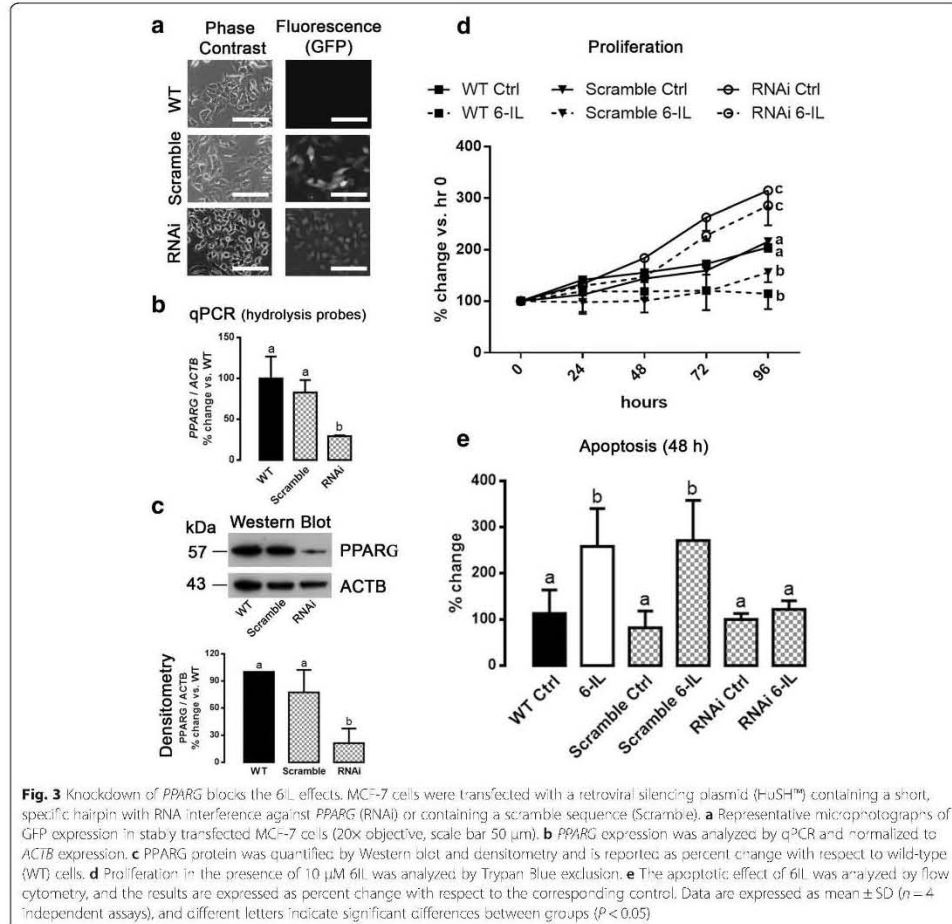 a
Phase Fluorescence
Contrast (GFP)
WT
Scramble
RNAi
b
qPCR (hydrolysis probes)
PPARG / ACTB
% change vs. WT
150
100
50
0
a
a
b
WT
Scramble
RNAi
c
kDa Western Blot
57 PPARG
43 ACTB
WT
Scramble
RNAi
Densitometry
PPARG / ACTB
% change vs. WT
120
90
60
30
0
a
a
b
WT Scramble RNAi
d
Proliferation
WT Ctrl Scramble Ctrl RNAi Ctrl
WT 6-IL Scramble 6-IL RNAi 6-IL
% change vs. hr 0
400
300
200
100
0
c
c
a
a
b
b
0 24 48 72 96
hours
e
Apoptosis (48 h)
% change
400
300
200
100
0
a
b
a
b
a
a
WT Ctrl
6-IL
Scramble Ctrl
Scramble 6-IL
RNAi Ctrl
RNAi 6-IL
Fig. 3 Knockdown of PPARG blocks the 6IL effects. MCF-7 cells were transfected with a retroviral silencing plasmid (HuSH™) containing a short,
specific hairpin with RNA interference against PPARG (RNAi) or containing a scramble sequence (Scramble). a Representative microphotographs of
GFP expression in stably transfected MCF-7 cells (20× objective, scale bar 50 μm). b PPARG expression was analyzed by qPCR and normalized to
ACTB expression. c PPARG protein was quantified by Western blot and densitometry and is reported as percent change with respect to wild-type
(WT) cells. d Proliferation in the presence of 10 μM 6IL was analyzed by Trypan Blue exclusion. e The apoptotic effect of 6IL was analyzed by flow
cytometry, and the results are expressed as percent change with respect to the corresponding control. Data are expressed as mean ± SD (n = 4
independent assays), and different letters indicate significant differences between groups (P < 0.05)